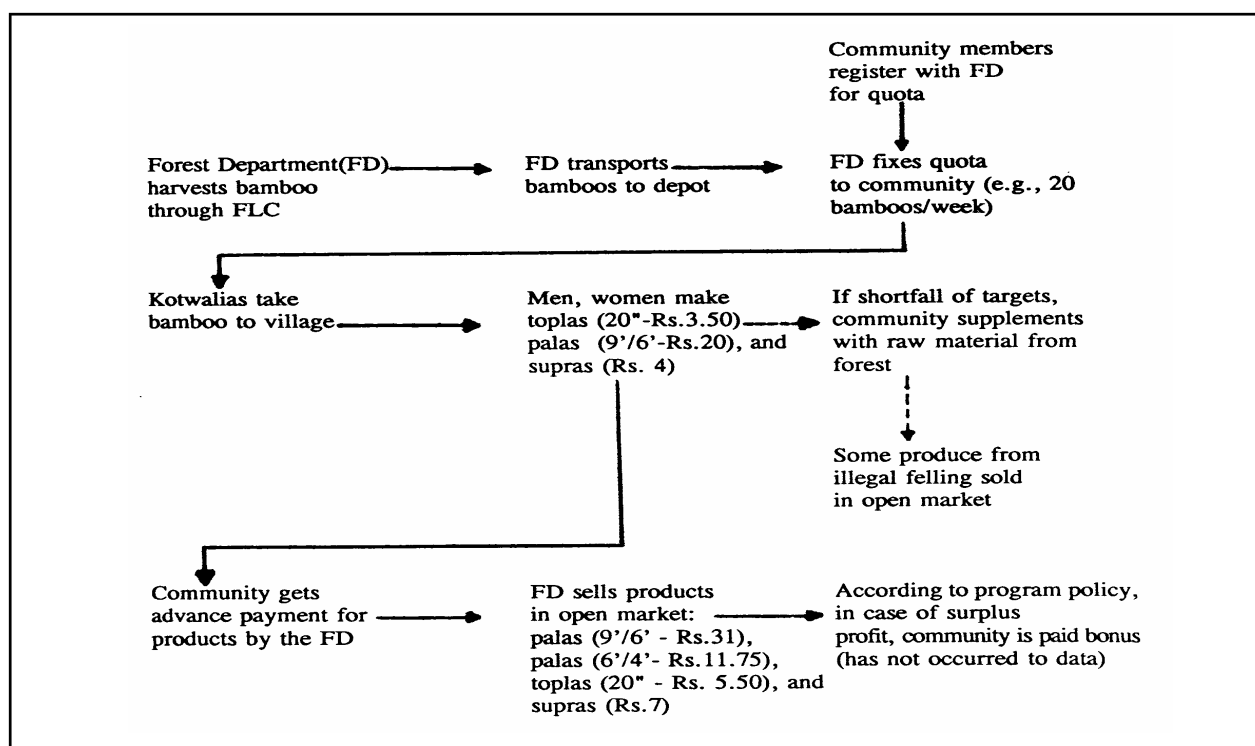 Community members
register with FD
for quota
Forest Department(FD)
harvests bamboo
through FLC
FD transports
bamboos to depot
FD fixes quota
to community (e.g., 20
bamboos/week)
Kotwalias take
bamboo to village
Men, women make
toplas (20"-Rs.3.50)
palas (9'/6'-Rs.20), and
supras (Rs. 4)
If shortfall of targets,
community supplements
with raw material from
forest
Some produce from
illegal felling sold
in open market
Community gets
advance payment for
products by the FD
FD sells products
in open market:
palas (9'/6' - Rs.31),
palas (6'/4'- Rs.11.75),
toplas (20" - Rs. 5.50), and
supras (Rs.7)
According to program policy,
in case of surplus
profit, community is paid bonus
(has not occurred to data)